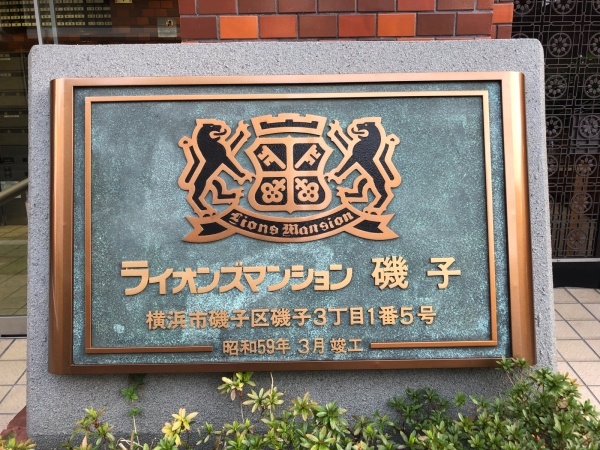 Lions Mansion
ライオンズマンション 磯子
横浜市磯子区磯子3丁目1番5号
昭和59年 3月 竣工